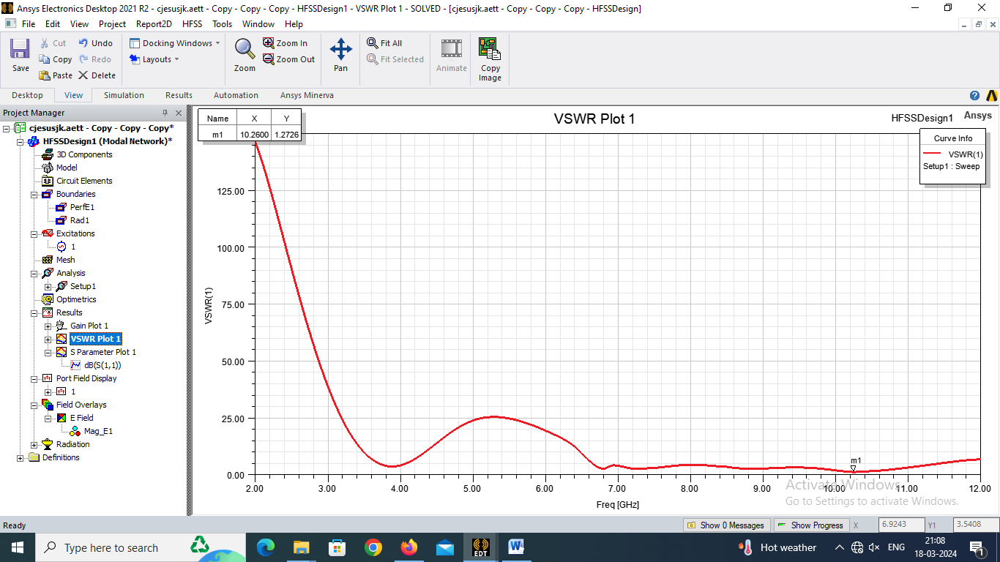 Ansys Electronics Desktop 2021 R2 - cjesusjk.aett - Copy - Copy - Copy - HFSSDesign1 - VSWR Plot 1 - SOLVED - [cjesusjk.aett - Copy - Copy - Copy - HFSSDesign]
File Edit View Project Report2D HFSS Tools Window Help
Save
Cut Undo
Copy Redo
Paste Delete
Docking Windows
Layouts
Zoom
Zoom In
Zoom Out
Pan
Fit All
Fit Selected
Animate
Copy
Image
Desktop View Simulation Results Automation Ansys Minerva
Project Manager
cjesusjk.aett - Copy - Copy - Copy*
HFSSDesign1 (Modal Network)*
3D Components
Model
Circuit Elements
Boundaries
PerfE1
Rad1
Excitations
1
Mesh
Analysis
Setup1
Optimetrics
Results
Gain Plot 1
VSWR Plot 1
S Parameter Plot 1
dB(S(1,1))
Port Field Display
1
Field Overlays
E Field
Mag_E1
Radiation
Definitions
VSWR Plot 1
HFSSDesign1
Ansys
Name X Y
m1 10.2600 1.2726
Curve Info
VSWR(1)
Setup1 : Sweep
VSWR(1)
125.00
100.00
75.00
50.00
25.00
0.00
m1
2.00 3.00 4.00 5.00 6.00 7.00 8.00 9.00 10.00 11.00 12.00
Freq [GHz]
Activate Windows
Go to Settings to activate Windows.
Ready
Show 0 Messages
Show Progress
X 6.9243 Y1 3.5408
Type here to search
EDT
Hot weather
ENG
21:08
18-03-2024
1